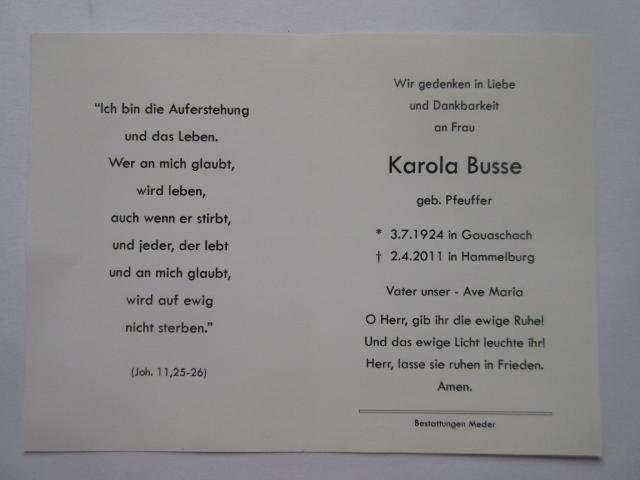 "Ich bin die Auferstehung
und das Leben.
Wer an mich glaubt,
wird leben,
auch wenn er stirbt,
und jeder, der lebt
und an mich glaubt,
wird auf ewig
nicht sterben."
(Joh. 11,25-26)
Wir gedenken in Liebe
und Dankbarkeit
an Frau
Karola Busse
geb. Pfeuffer
* 3.7.1924 in Gauaschach
† 2.4.2011 in Hammelburg
Vater unser - Ave Maria
O Herr, gib ihr die ewige Ruhe!
Und das ewige Licht leuchte ihr!
Herr, lasse sie ruhen in Frieden.
Amen.
Bestattungen Meder